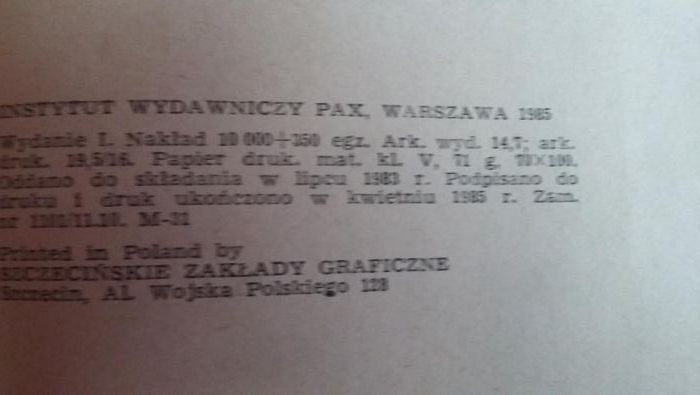 INSTYTUT WYDAWNICZY PAX, WARSZAWA 1985
Wydanie I. Nakład 10 000+350 egz. Ark. wyd. 14,7; ark.
druk. 19,5/16. Papier druk. mat. kl. V, 71 g, 70×100.
Oddano do składania w lipcu 1983 r. Podpisano do
druku i druk ukończono w kwietniu 1985 r. Zam.
nr M-31
Printed in Poland by
SZCZECIŃSKIE ZAKŁADY GRAFICZNE
Szczecin, Al. Wojska Polskiego 128